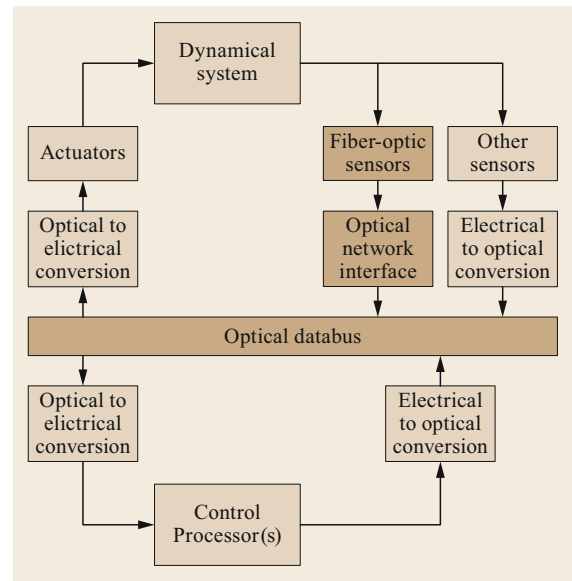 Dynamical
system
Actuators
Fiber-optic
sensors
Other
sensors
Optical to
elictrical
conversion
Optical
network
interface
Electrical
to optical
conversion
Optical databus
Optical to
elictrical
conversion
Electrical
to optical
conversion
Control
Processor(s)